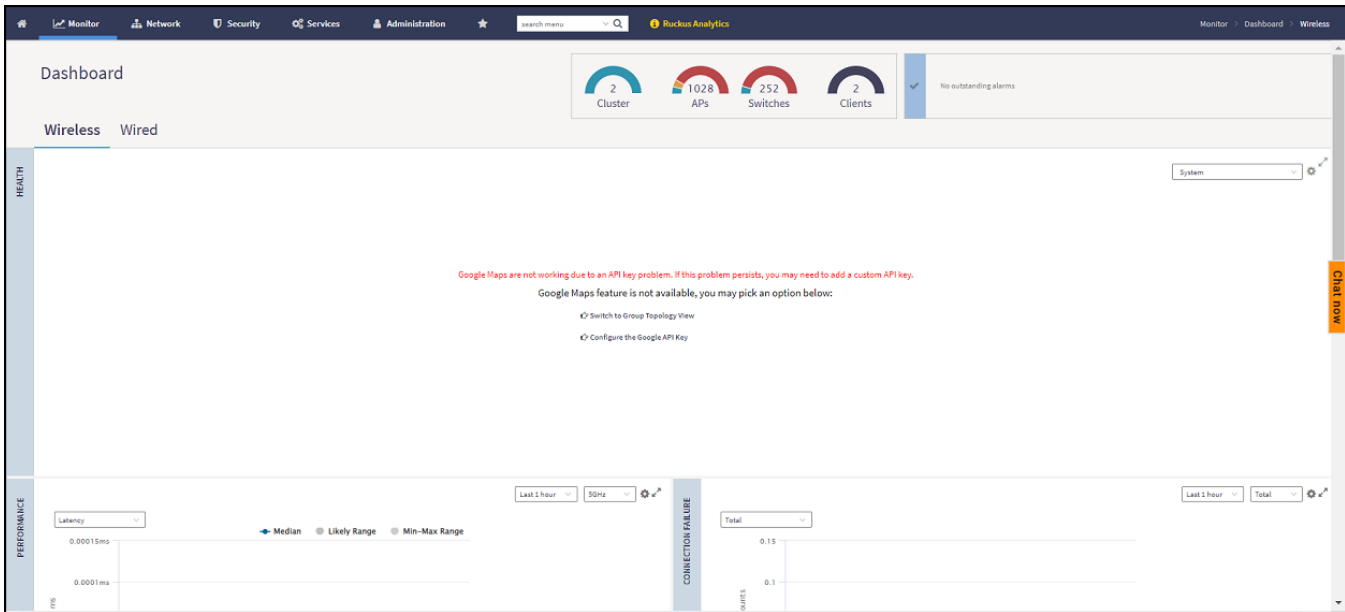 Monitor Network Security Services Administration search menu Ruckus Analytics Monitor > Dashboard > Wireless
Dashboard
2
Cluster
1028
APs
252
Switches
2
Clients
No outstanding alarms
Wireless Wired
HEALTH
System
Google Maps are not working due to an API key problem. If this problem persists, you may need to add a custom API key.
Google Maps feature is not available, you may pick an option below:
Switch to Group Topology View
Configure the Google API Key
Chat now
PERFORMANCE
Last 1 hour 5GHz
Latency
Median Likely Range Min-Max Range
0.00015ms
0.0001ms
ms
CONNECTION FAILURE
Last 1 hour Total
Total
0.15
0.1
ounts